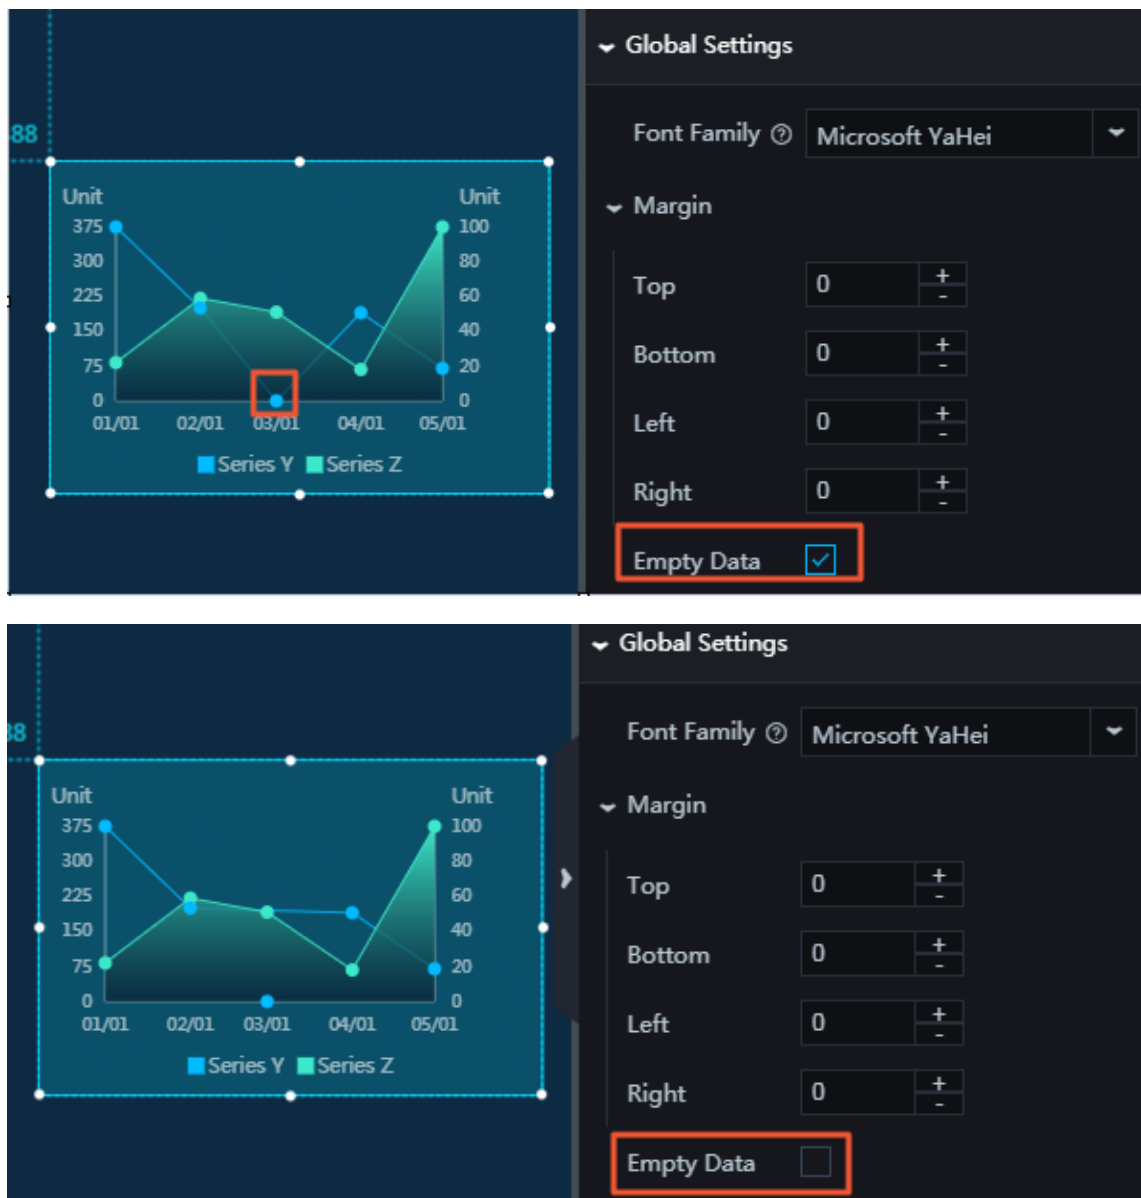 Global Settings
88
Font Family ? Microsoft YaHei
Unit Unit
Margin
375 100
300 80
225 60
Top 0 + -
150 40
Bottom 0 + -
75 20
0 0
01/01 02/01 03/01 04/01 05/01
Left 0 + -
Series Y Series Z
Right 0 + -
Empty Data
Global Settings
38
Font Family ? Microsoft YaHei
Unit Unit
Margin
375 100
300 80
225 60
Top 0 + -
150 40
Bottom 0 + -
75 20
0 0
01/01 02/01 03/01 04/01 05/01
Left 0 + -
Series Y Series Z
Right 0 + -
Empty Data